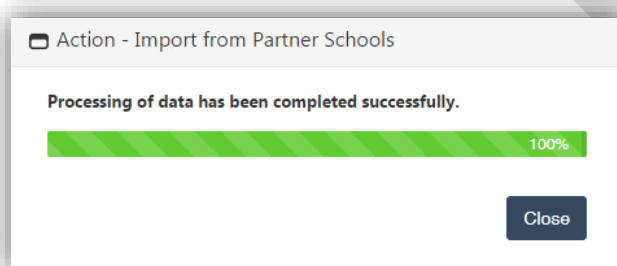 Action - Import from Partner Schools
Processing of data has been completed successfully.
100%
Close